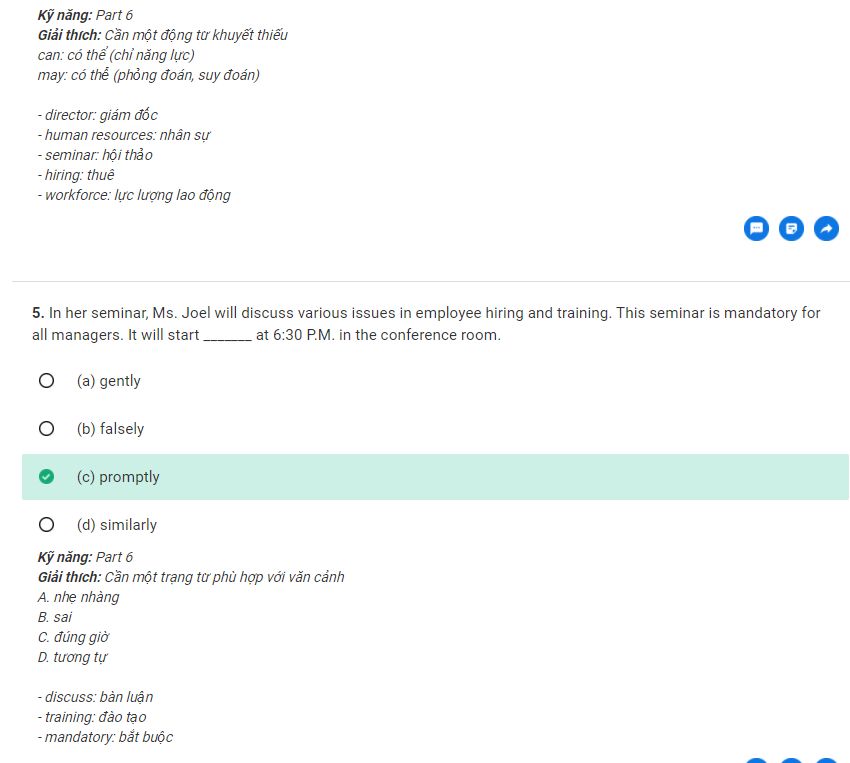 Kỹ năng: Part 6
Giải thích: Cần một động từ khuyết thiếu
can: có thể (chỉ năng lực)
may: có thể (phỏng đoán, suy đoán)
- director: giám đốc
- human resources: nhân sự
- seminar: hội thảo
- hiring: thuê
- workforce: lực lượng lao động
5. In her seminar, Ms. Joel will discuss various issues in employee hiring and training. This seminar is mandatory for
all managers. It will start _______ at 6:30 P.M. in the conference room.
(a) gently
(b) falsely
(c) promptly
(d) similarly
Kỹ năng: Part 6
Giải thích: Cần một trạng từ phù hợp với văn cảnh
A. nhẹ nhàng
B. sai
C. đúng giờ
D. tương tự
- discuss: bàn luận
- training: đào tạo
- mandatory: bắt buộc